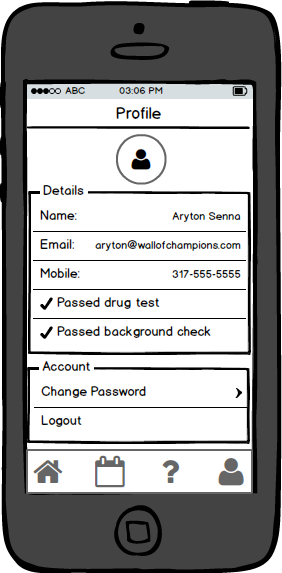 ABC 03:06 PM
Profile
Details
Name: Aryton Senna
Email: aryton@wallofchampions.com
Mobile: 317-555-5555
Passed drug test
Passed background check
Account
Change Password
Logout
?